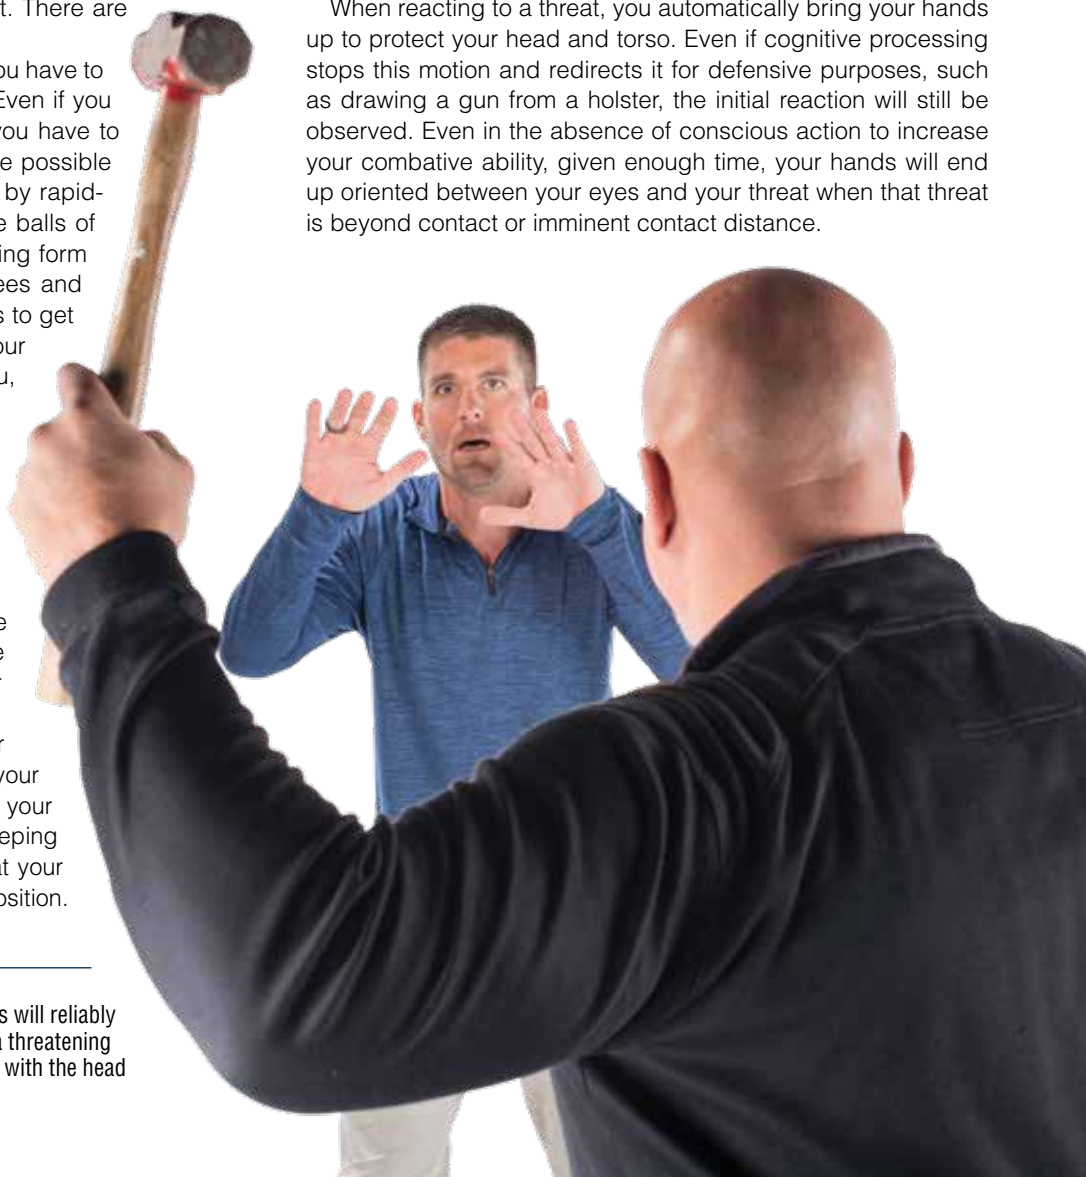 t. There are
ou have to
Even if you
you have to
e possible
by rapid-
e balls of
ing form
ees and
s to get
our
u,
e
e
r
your
your
eeping
at your
osition.
s will reliably
a threatening
with the head
When reacting to a threat, you automatically bring your hands
up to protect your head and torso. Even if cognitive processing
stops this motion and redirects it for defensive purposes, such
as drawing a gun from a holster, the initial reaction will still be
observed. Even in the absence of conscious action to increase
your combative ability, given enough time, your hands will end
up oriented between your eyes and your threat when that threat
is beyond contact or imminent contact distance.